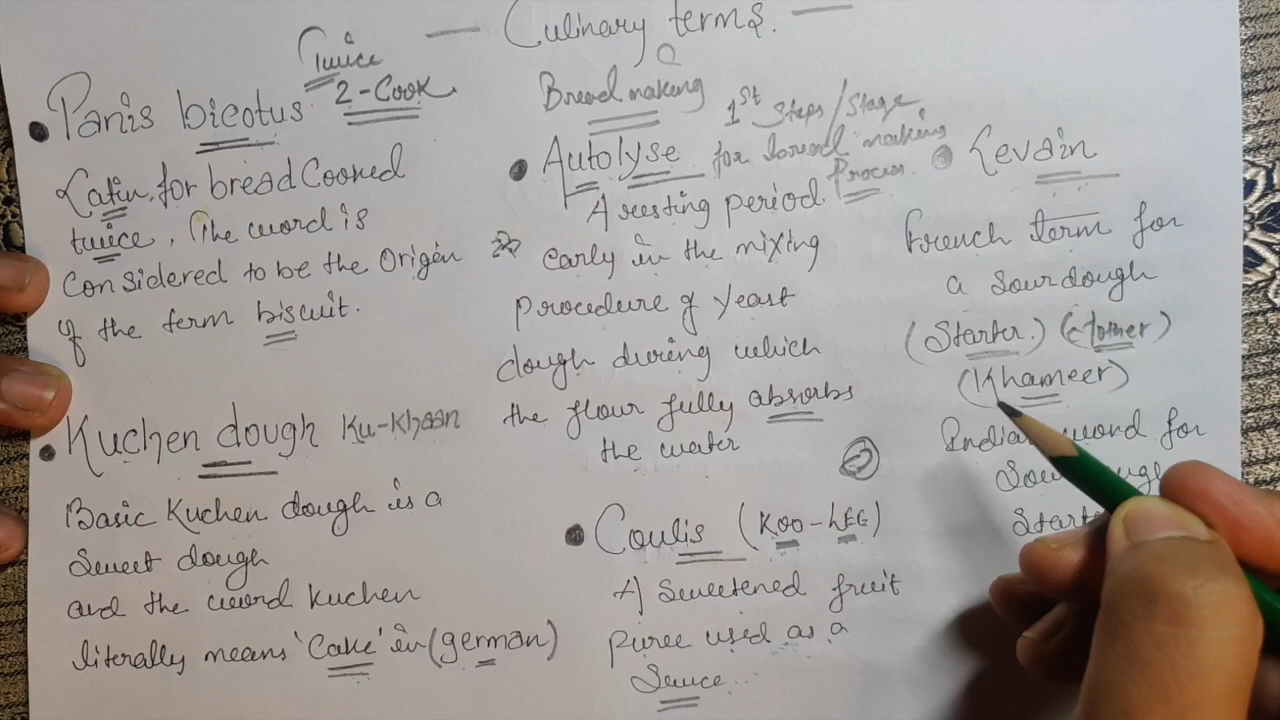 — Culinary terms. —
Twice
2-Cook
• Panis bicotus
Latin for bread Cooked
twice, The word is
Considered to be the Origin
of the term biscuit.
• Kuchen dough Ku-Khaan
Basic Kuchen dough is a
Sweet dough
and the word Kuchen
literally means 'Cake' in (german)
Bread making
1st Steps/Stage
• Autolyse for bread making
Process.
A resting period
early in the mixing
Procedure of Yeast
dough during which
the flour fully absorbs
the water
• Coulis (KOO-LEE)
A sweetened fruit
puree used as a
Sauce...
• Levain
French term for
a Sourdough
(Starter.)
(Khameer)
Indian word for